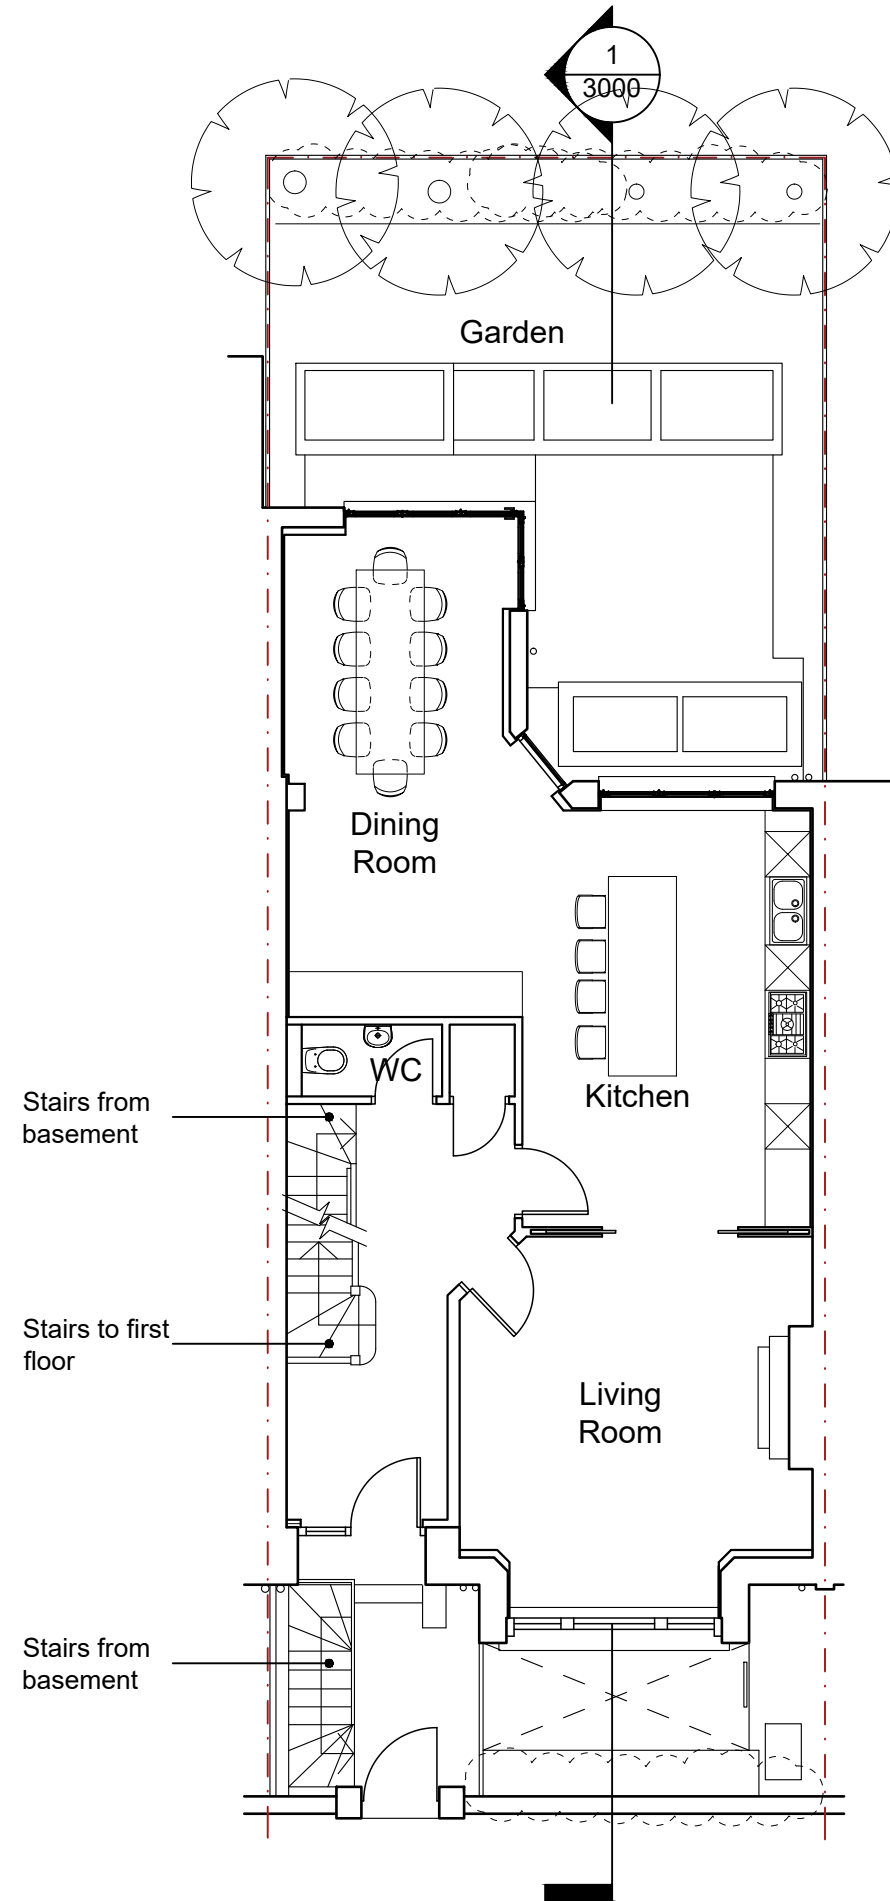 1
3000
Garden
Dining
Room
WC
Kitchen
Stairs from
basement
Stairs to first
floor
Living
Room
Stairs from
basement